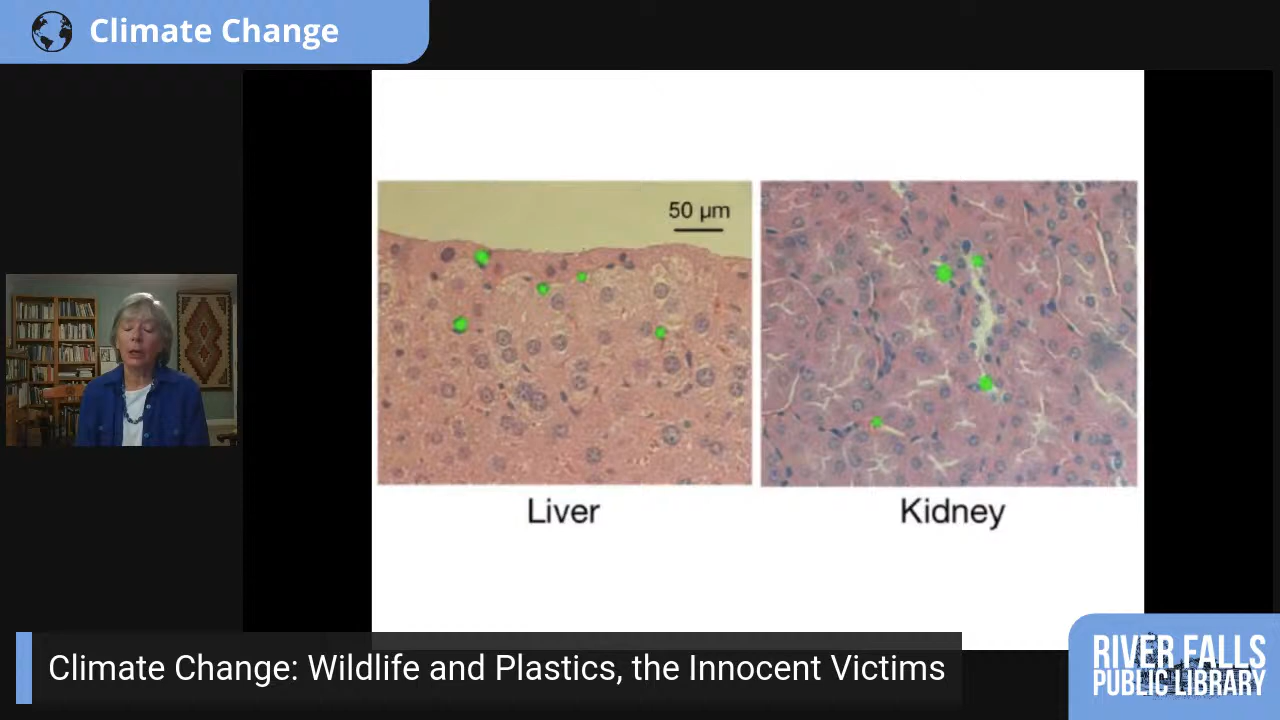 Climate Change
50 µm
Liver
Kidney
Climate Change: Wildlife and Plastics, the Innocent Victims
RIVER FALLS
PUBLIC LIBRARY